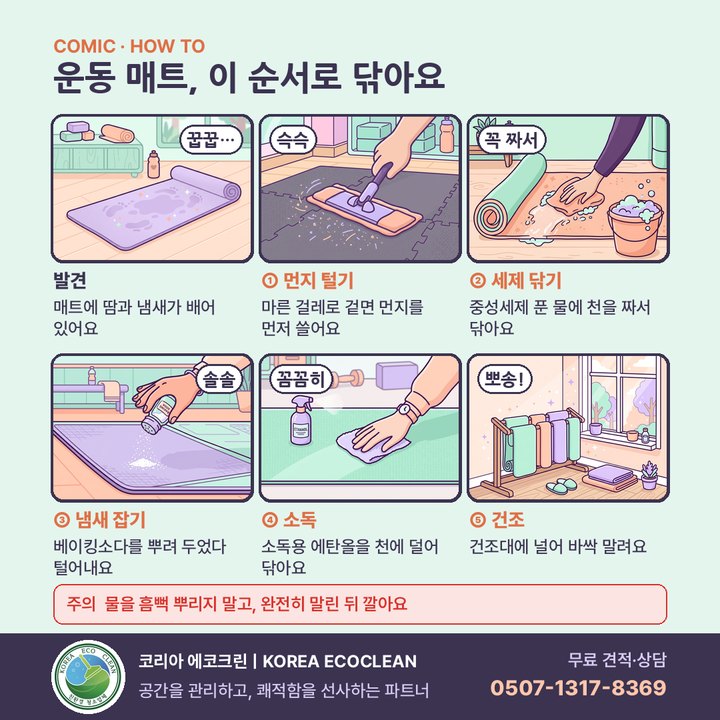 COMIC · HOW TO
운동 매트, 이 순서로 닦아요
꿉꿉…
슥슥
꼭 짜서
발견
매트에 땀과 냄새가 배어
있어요
① 먼지 털기
마른 걸레로 겉면 먼지를
먼저 쓸어요
② 세제 닦기
중성세제 푼 물에 천을 짜서
닦아요
솔솔
꼼꼼히
ETHANOL
뽀송!
③ 냄새 잡기
베이킹소다를 뿌려 두었다
털어내요
④ 소독
소독용 에탄올을 천에 덜어
닦아요
⑤ 건조
건조대에 널어 바싹 말려요
주의 물을 흠뻑 뿌리지 말고, 완전히 말린 뒤 깔아요
KOREA ECO CLEAN
코리아 에코크린 | KOREA ECOCLEAN
공간을 관리하고, 쾌적함을 선사하는 파트너
무료 견적·상담
0507-1317-8369